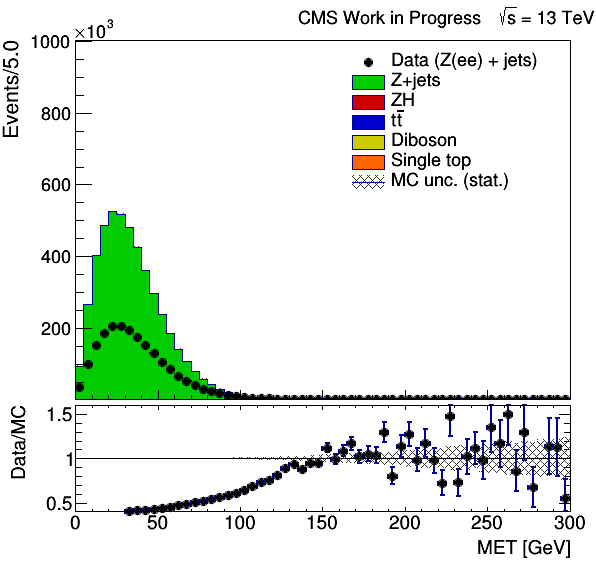 CMS Work in Progress √s = 13 TeV
×10³
Events/5.0
1000
800
600
400
200
0
Data (Z(ee) + jets)
Z+jets
ZH
tt̅
Diboson
Single top
MC unc. (stat.)
Data/MC
1.5
1
0.5
0 50 100 150 200 250 300
MET [GeV]